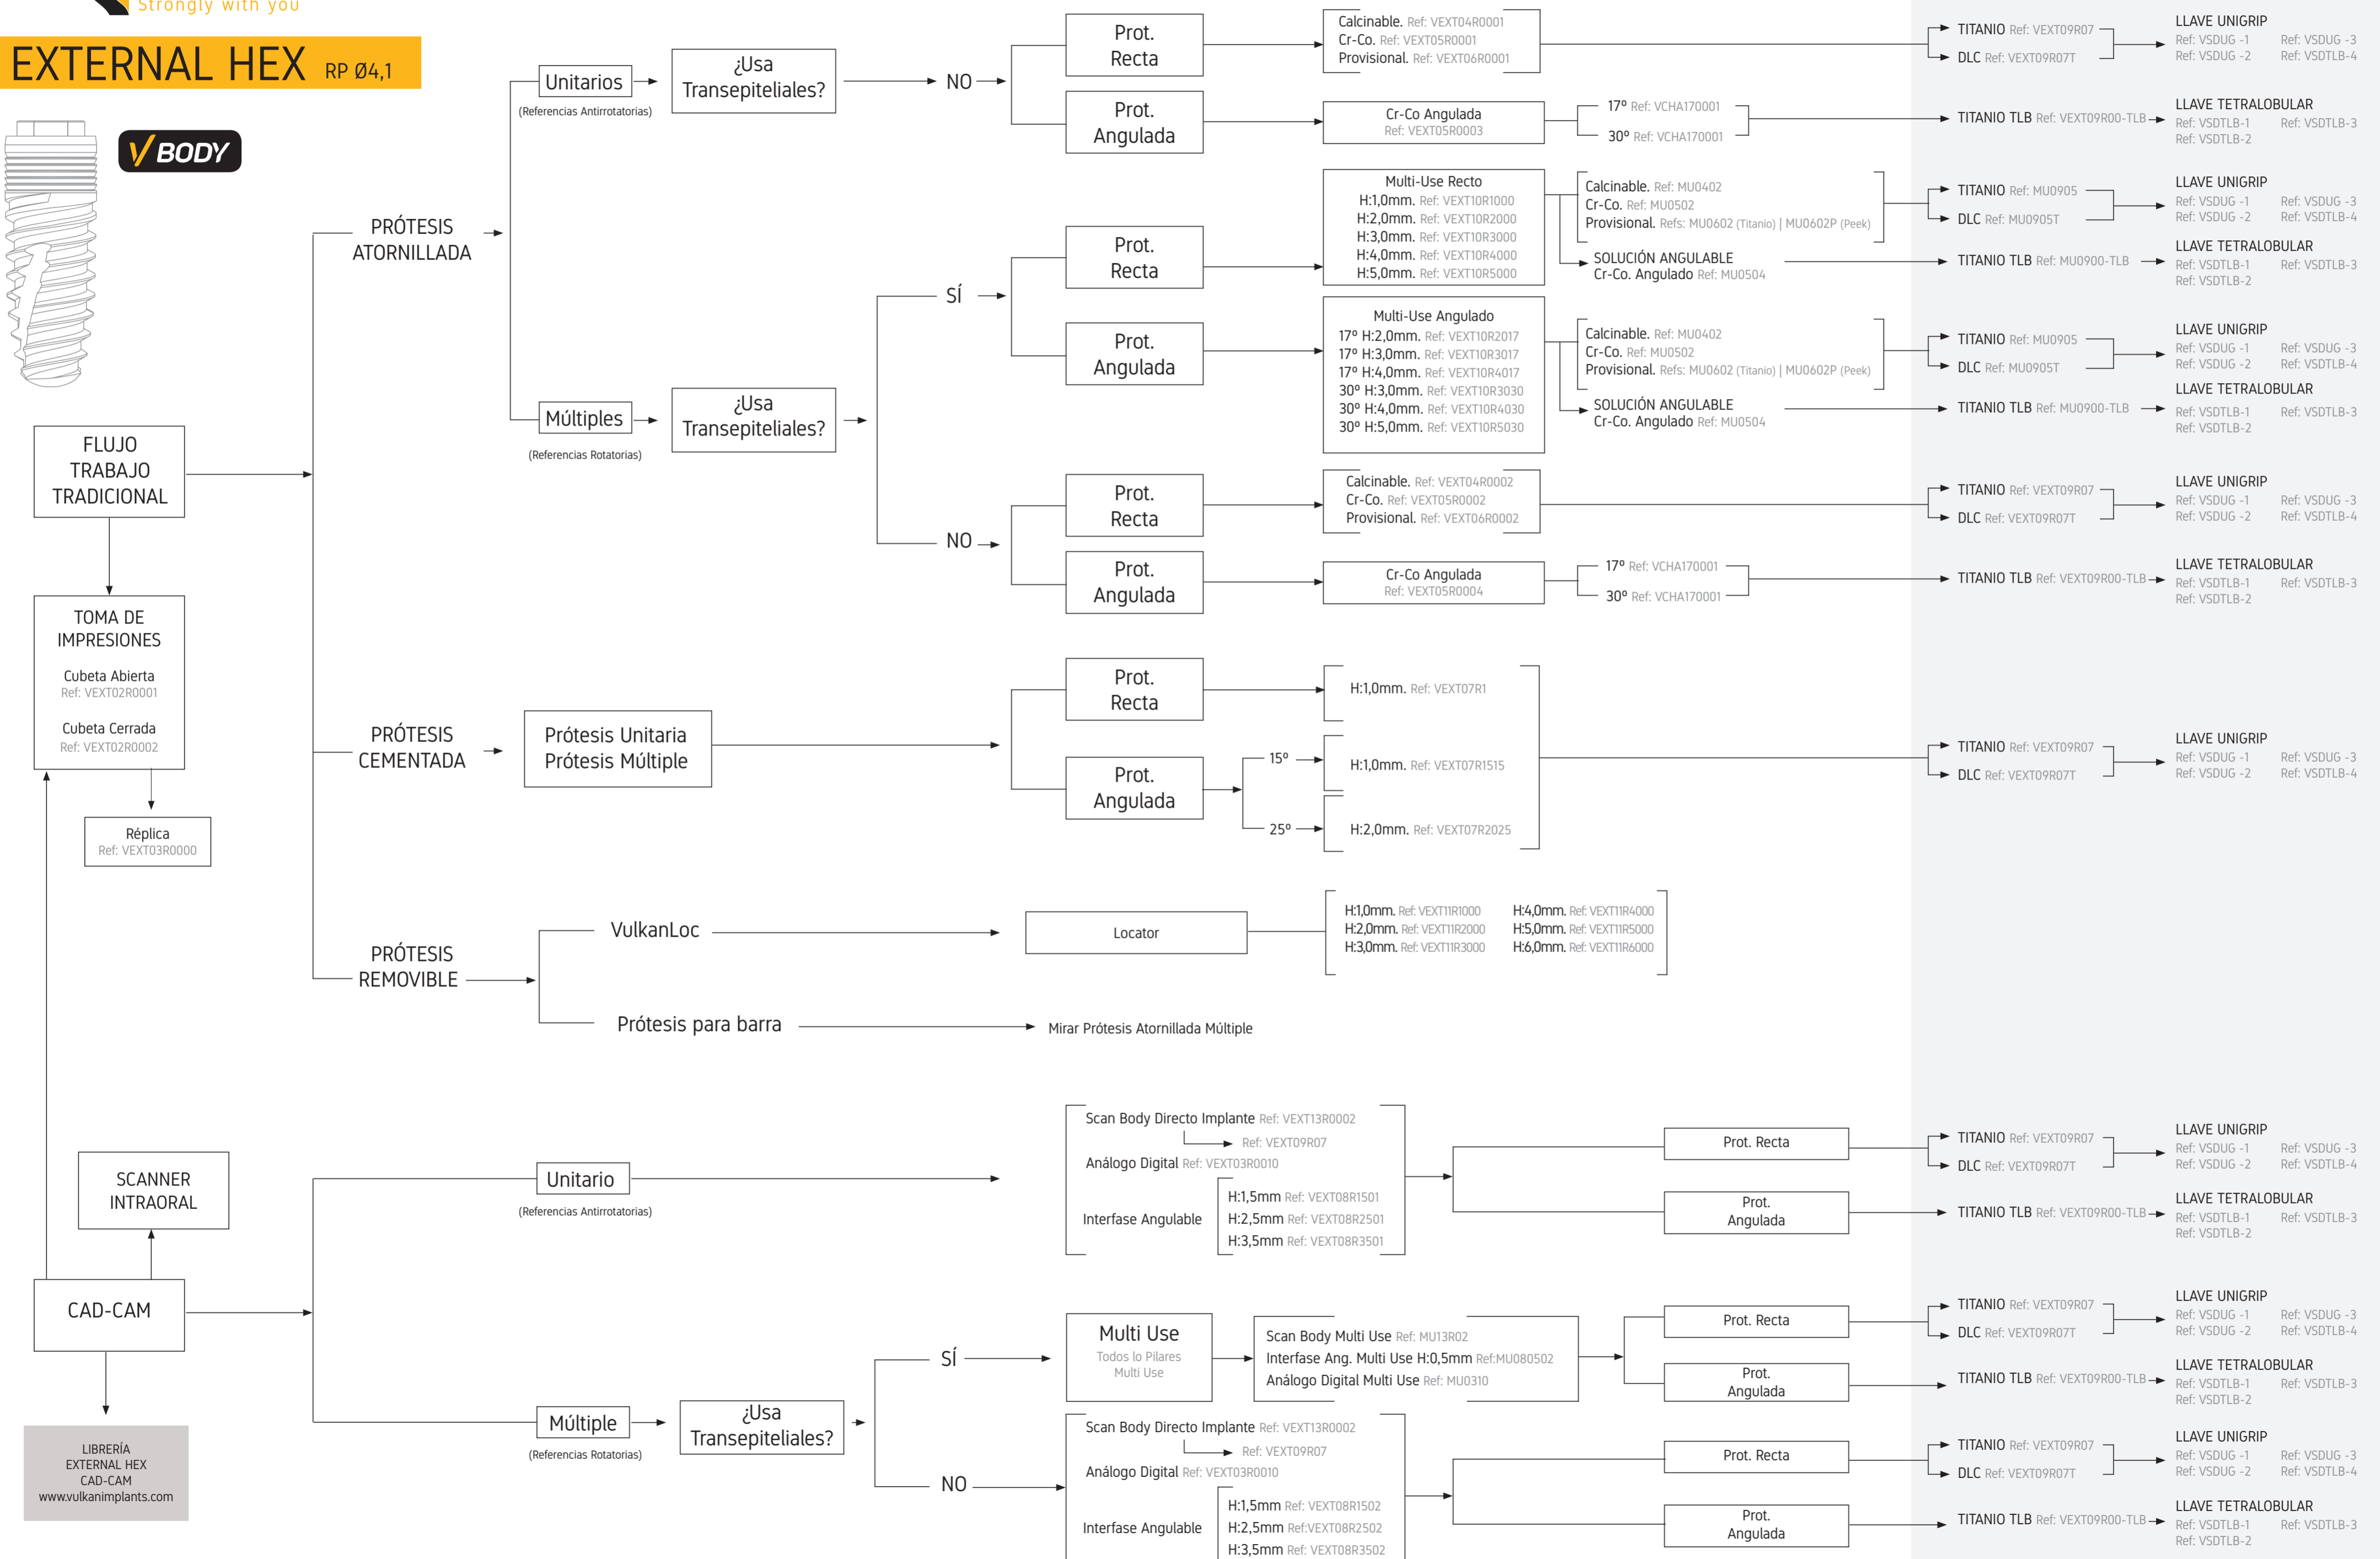 Strongly with you
EXTERNAL HEX RP Ø4,1
V BODY
FLUJO
TRABAJO
TRADICIONAL
TOMA DE
IMPRESIONES
Cubeta Abierta
Ref: VEXT02R0001
Cubeta Cerrada
Ref: VEXT02R0002
Réplica
Ref: VEXT03R0000
PRÓTESIS
ATORNILLADA
Unitarios
(Referencias Antirrotatorias)
¿Usa
Transepiteliales?
NO
Prot.
Recta
Calcinable. Ref: VEXT04R0001
Cr-Co. Ref: VEXT05R0001
Provisional. Ref: VEXT06R0001
TITANIO Ref: VEXT09R07
DLC Ref: VEXT09R07T
LLAVE UNIGRIP
Ref: VSDUG -1 Ref: VSDUG -3
Ref: VSDUG -2 Ref: VSDTLB-4
Prot.
Angulada
Cr-Co Angulada
Ref: VEXT05R0003
17º Ref: VCHA170001
30º Ref: VCHA170001
TITANIO TLB Ref: VEXT09R00-TLB
LLAVE TETRALOBULAR
Ref: VSDTLB-1 Ref: VSDTLB-3
Ref: VSDTLB-2
Múltiples
(Referencias Rotatorias)
¿Usa
Transepiteliales?
SÍ
Prot.
Recta
Multi-Use Recto
H:1,0mm. Ref: VEXT10R1000
H:2,0mm. Ref: VEXT10R2000
H:3,0mm. Ref: VEXT10R3000
H:4,0mm. Ref: VEXT10R4000
H:5,0mm. Ref: VEXT10R5000
Calcinable. Ref: MU0402
Cr-Co. Ref: MU0502
Provisional. Refs: MU0602 (Titanio) | MU0602P (Peek)
TITANIO Ref: MU0905
DLC Ref: MU0905T
LLAVE UNIGRIP
Ref: VSDUG -1 Ref: VSDUG -3
Ref: VSDUG -2 Ref: VSDTLB-4
SOLUCIÓN ANGULABLE
Cr-Co. Angulado Ref: MU0504
TITANIO TLB Ref: MU0900-TLB
LLAVE TETRALOBULAR
Ref: VSDTLB-1 Ref: VSDTLB-3
Ref: VSDTLB-2
Prot.
Angulada
Multi-Use Angulado
17º H:2,0mm. Ref: VEXT10R2017
17º H:3,0mm. Ref: VEXT10R3017
17º H:4,0mm. Ref: VEXT10R4017
30º H:3,0mm. Ref: VEXT10R3030
30º H:4,0mm. Ref: VEXT10R4030
30º H:5,0mm. Ref: VEXT10R5030
Calcinable. Ref: MU0402
Cr-Co. Ref: MU0502
Provisional. Refs: MU0602 (Titanio) | MU0602P (Peek)
TITANIO Ref: MU0905
DLC Ref: MU0905T
LLAVE UNIGRIP
Ref: VSDUG -1 Ref: VSDUG -3
Ref: VSDUG -2 Ref: VSDTLB-4
SOLUCIÓN ANGULABLE
Cr-Co. Angulado Ref: MU0504
TITANIO TLB Ref: MU0900-TLB
LLAVE TETRALOBULAR
Ref: VSDTLB-1 Ref: VSDTLB-3
Ref: VSDTLB-2
NO
Prot.
Recta
Calcinable. Ref: VEXT04R0002
Cr-Co. Ref: VEXT05R0002
Provisional. Ref: VEXT06R0002
TITANIO Ref: VEXT09R07
DLC Ref: VEXT09R07T
LLAVE UNIGRIP
Ref: VSDUG -1 Ref: VSDUG -3
Ref: VSDUG -2 Ref: VSDTLB-4
Prot.
Angulada
Cr-Co Angulada
Ref: VEXT05R0004
17º Ref: VCHA170001
30º Ref: VCHA170001
TITANIO TLB Ref: VEXT09R00-TLB
LLAVE TETRALOBULAR
Ref: VSDTLB-1 Ref: VSDTLB-3
Ref: VSDTLB-2
PRÓTESIS
CEMENTADA
Prótesis Unitaria
Prótesis Múltiple
Prot.
Recta
H:1,0mm. Ref: VEXT07R1
Prot.
Angulada
15º
H:1,0mm. Ref: VEXT07R1515
25º
H:2,0mm. Ref: VEXT07R2025
TITANIO Ref: VEXT09R07
DLC Ref: VEXT09R07T
LLAVE UNIGRIP
Ref: VSDUG -1 Ref: VSDUG -3
Ref: VSDUG -2 Ref: VSDTLB-4
PRÓTESIS
REMOVIBLE
VulkanLoc
Locator
H:1,0mm. Ref: VEXT11R1000 H:4,0mm. Ref: VEXT11R4000
H:2,0mm. Ref: VEXT11R2000 H:5,0mm. Ref: VEXT11R5000
H:3,0mm. Ref: VEXT11R3000 H:6,0mm. Ref: VEXT11R6000
Prótesis para barra
Mirar Prótesis Atornillada Múltiple
SCANNER
INTRAORAL
CAD-CAM
LIBRERÍA
EXTERNAL HEX
CAD-CAM
www.vulkanimplants.com
Unitario
(Referencias Antirrotatorias)
Scan Body Directo Implante Ref: VEXT13R0002
Ref: VEXT09R07
Análogo Digital Ref: VEXT03R0010
Interfase Angulable
H:1,5mm Ref: VEXT08R1501
H:2,5mm Ref: VEXT08R2501
H:3,5mm Ref: VEXT08R3501
Prot. Recta
TITANIO Ref: VEXT09R07
DLC Ref: VEXT09R07T
LLAVE UNIGRIP
Ref: VSDUG -1 Ref: VSDUG -3
Ref: VSDUG -2 Ref: VSDTLB-4
Prot.
Angulada
TITANIO TLB Ref: VEXT09R00-TLB
LLAVE TETRALOBULAR
Ref: VSDTLB-1 Ref: VSDTLB-3
Ref: VSDTLB-2
Múltiple
(Referencias Rotatorias)
¿Usa
Transepiteliales?
SÍ
Multi Use
Todos lo Pilares
Multi Use
Scan Body Multi Use Ref: MU13R02
Interfase Ang. Multi Use H:0,5mm Ref:MU080502
Análogo Digital Multi Use Ref: MU0310
Prot. Recta
TITANIO Ref: VEXT09R07
DLC Ref: VEXT09R07T
LLAVE UNIGRIP
Ref: VSDUG -1 Ref: VSDUG -3
Ref: VSDUG -2 Ref: VSDTLB-4
Prot.
Angulada
TITANIO TLB Ref: VEXT09R00-TLB
LLAVE TETRALOBULAR
Ref: VSDTLB-1 Ref: VSDTLB-3
Ref: VSDTLB-2
NO
Scan Body Directo Implante Ref: VEXT13R0002
Ref: VEXT09R07
Análogo Digital Ref: VEXT03R0010
Interfase Angulable
H:1,5mm Ref: VEXT08R1502
H:2,5mm Ref:VEXT08R2502
H:3,5mm Ref: VEXT08R3502
Prot. Recta
TITANIO Ref: VEXT09R07
DLC Ref: VEXT09R07T
LLAVE UNIGRIP
Ref: VSDUG -1 Ref: VSDUG -3
Ref: VSDUG -2 Ref: VSDTLB-4
Prot.
Angulada
TITANIO TLB Ref: VEXT09R00-TLB
LLAVE TETRALOBULAR
Ref: VSDTLB-1 Ref: VSDTLB-3
Ref: VSDTLB-2